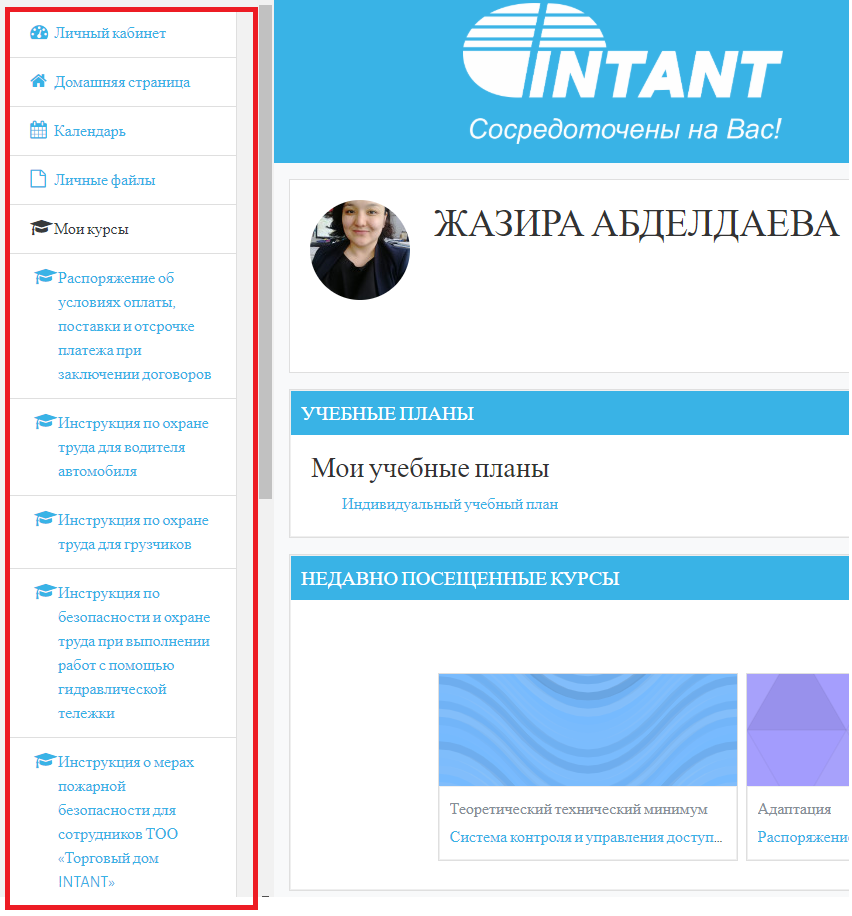 Личный кабинет
Домашняя страница
Календарь
Личные файлы
Мои курсы
Распоряжение об
условиях оплаты,
поставки и отсрочке
платежа при
заключении договоров
Инструкция по охране
труда для водителя
автомобиля
Инструкция по охране
труда для грузчиков
Инструкция по
безопасности и охране
труда при выполнении
работ с помощью
гидравлической
тележки
Инструкция о мерах
пожарной
безопасности для
сотрудников ТОО
«Торговый дом
INTANT»
INTANT
Сосредоточены на Вас!
ЖАЗИРА АБДЕЛДАЕВА
УЧЕБНЫЕ ПЛАНЫ
Мои учебные планы
Индивидуальный учебный план
НЕДАВНО ПОСЕЩЕННЫЕ КУРСЫ
Теоретический технический минимум
Система контроля и управления доступ...
Адаптация
Распоряжение